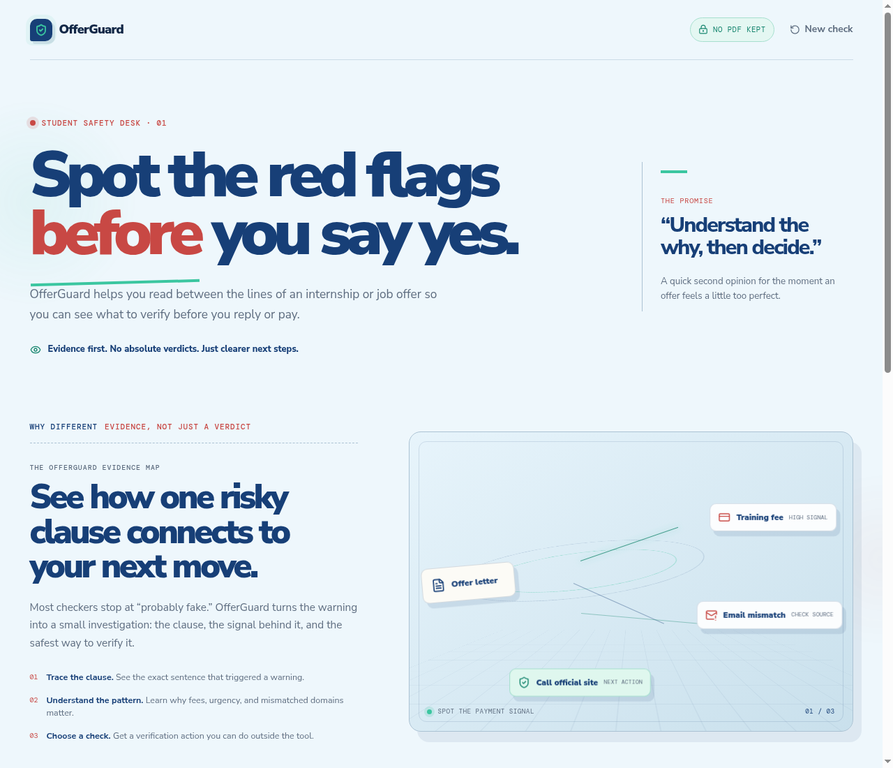 OfferGuard
NO PDF KEPT
New check
STUDENT SAFETY DESK · 01
Spot the red flags
before you say yes.
OfferGuard helps you read between the lines of an internship or job offer so
you can see what to verify before you reply or pay.
Evidence first. No absolute verdicts. Just clearer next steps.
THE PROMISE
“Understand the
why, then decide.”
A quick second opinion for the moment an
offer feels a little too perfect.
WHY DIFFERENT EVIDENCE, NOT JUST A VERDICT
THE OFFERGUARD EVIDENCE MAP
See how one risky
clause connects to
your next move.
Most checkers stop at “probably fake.” OfferGuard turns the warning
into a small investigation: the clause, the signal behind it, and the
safest way to verify it.
01 Trace the clause. See the exact sentence that triggered a warning.
02 Understand the pattern. Learn why fees, urgency, and mismatched domains
matter.
03 Choose a check. Get a verification action you can do outside the tool.
Training fee HIGH SIGNAL
Offer letter
Email mismatch CHECK SOURCE
Call official site NEXT ACTION
SPOT THE PAYMENT SIGNAL
01 / 03